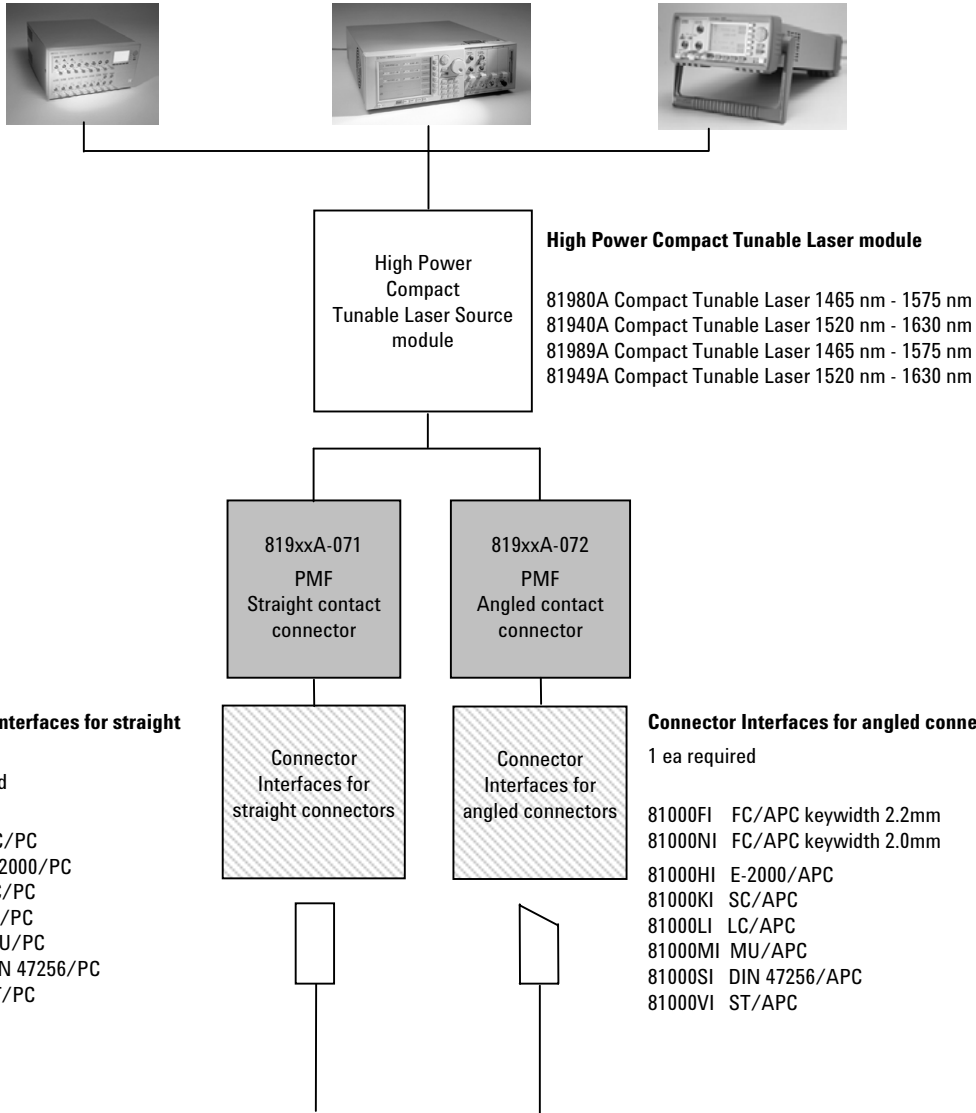 High Power
Compact
Tunable Laser Source
module
High Power Compact Tunable Laser module
81980A Compact Tunable Laser 1465 nm - 1575 nm
81940A Compact Tunable Laser 1520 nm - 1630 nm
81989A Compact Tunable Laser 1465 nm - 1575 nm
81949A Compact Tunable Laser 1520 nm - 1630 nm
819xxA-071
PMF
Straight contact
connector
819xxA-072
PMF
Angled contact
connector
nterfaces for straight
d
C/PC
2000/PC
C/PC
/PC
U/PC
N 47256/PC
T/PC
Connector
Interfaces for
straight connectors
Connector
Interfaces for
angled connectors
Connector Interfaces for angled conne
1 ea required
81000FI FC/APC keywidth 2.2mm
81000NI FC/APC keywidth 2.0mm
81000HI E-2000/APC
81000KI SC/APC
81000LI LC/APC
81000MI MU/APC
81000SI DIN 47256/APC
81000VI ST/APC